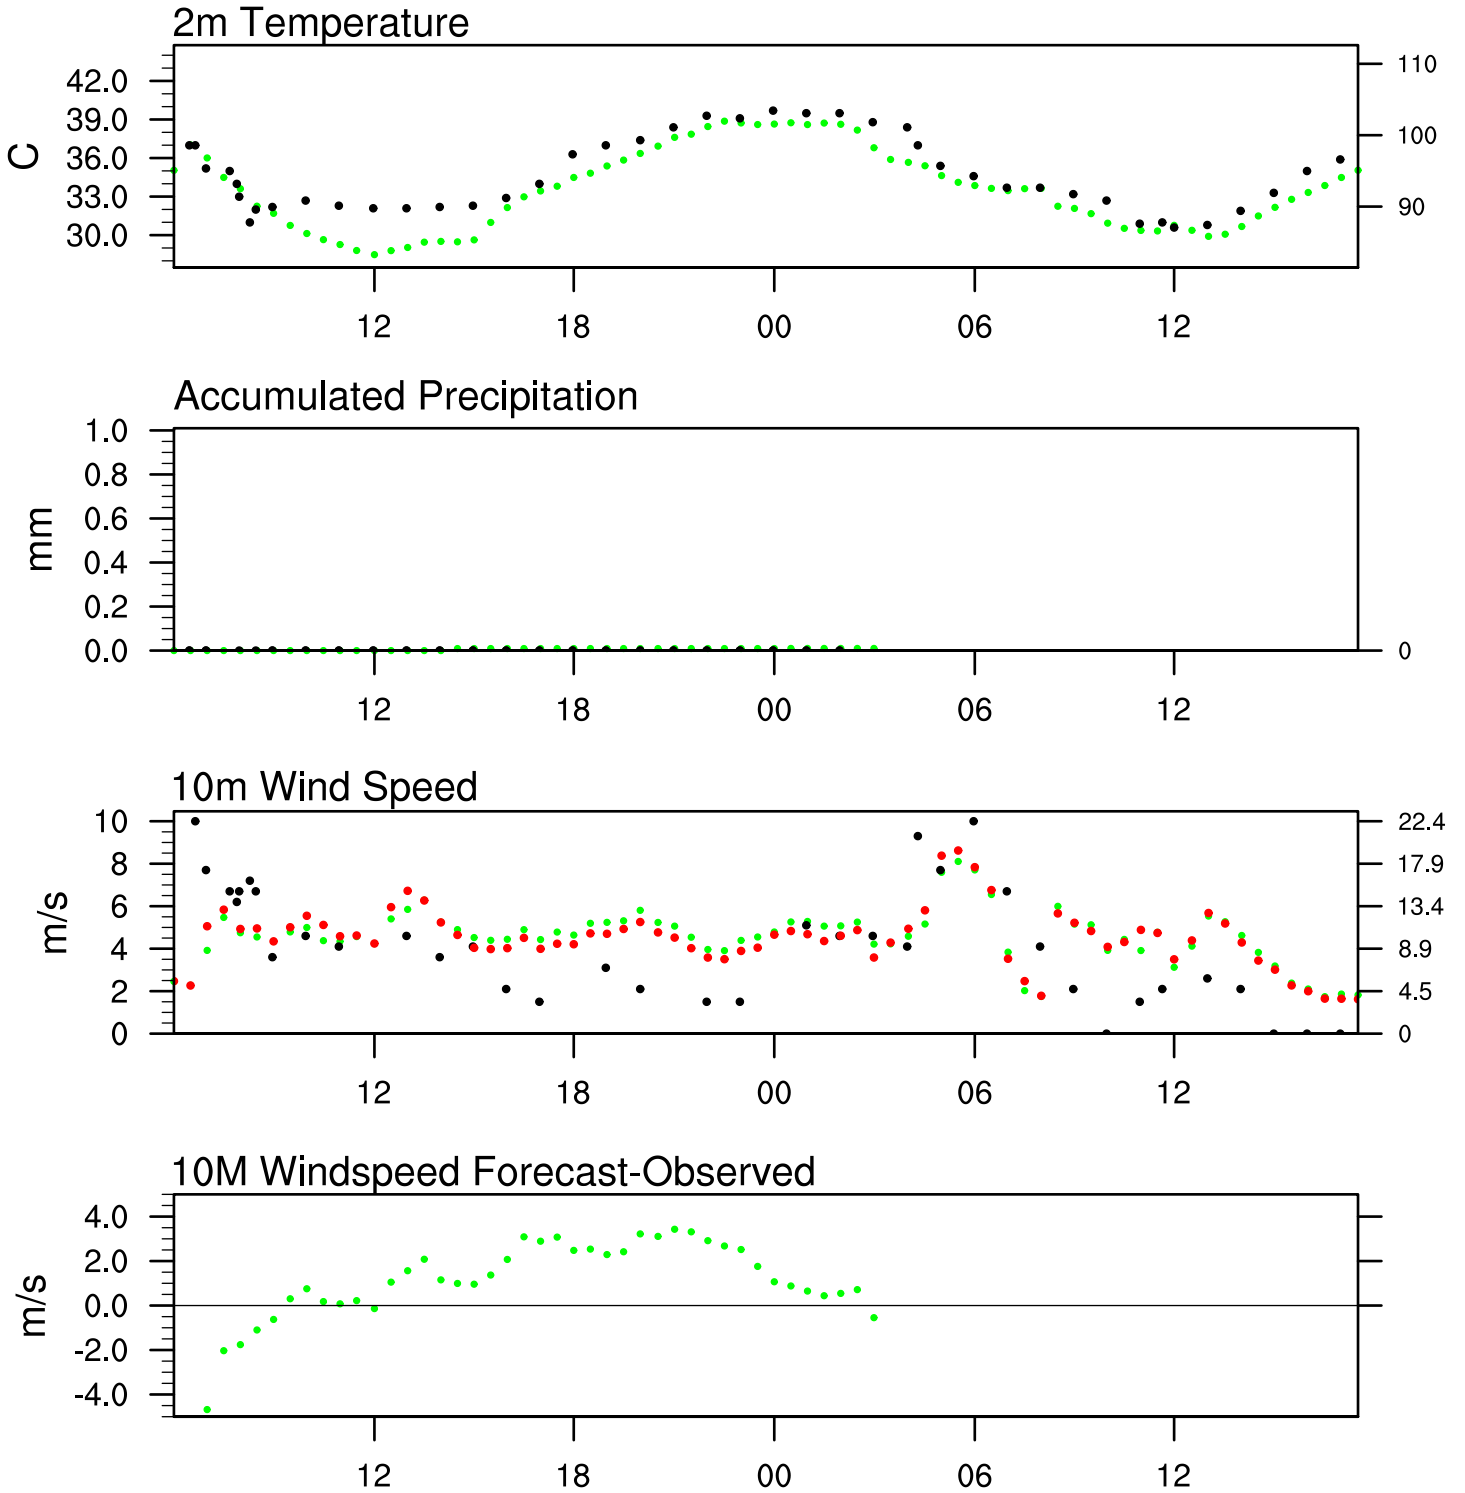 2m Temperature
42.0
39.0
36.0
33.0
30.0
C
110
100
90
12 18 00 06 12
Accumulated Precipitation
1.0
0.8
0.6
0.4
0.2
0.0
mm
0
12 18 00 06 12
10m Wind Speed
10
8
6
4
2
0
m/s
22.4
17.9
13.4
8.9
4.5
0
12 18 00 06 12
10M Windspeed Forecast-Observed
4.0
2.0
0.0
-2.0
-4.0
m/s
12 18 00 06 12